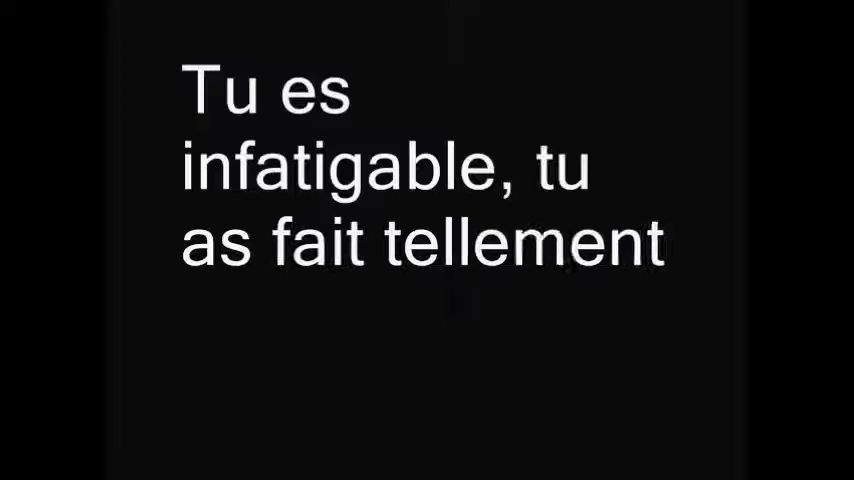 Tu es
infatigable, tu
as fait tellement